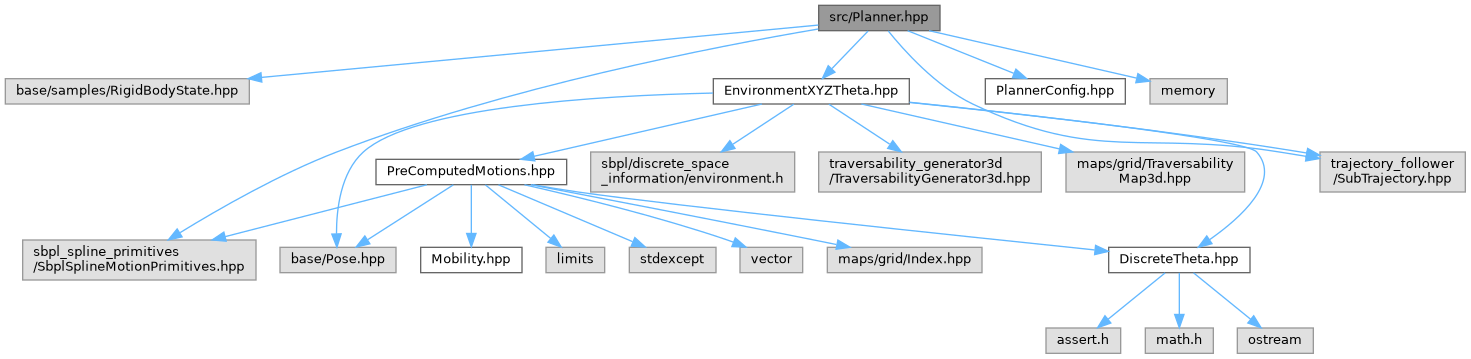 src/Planner.hpp
base/samples/RigidBodyState.hpp
EnvironmentXYZTheta.hpp
PlannerConfig.hpp
memory
PreComputedMotions.hpp
sbpl/discrete_space
_information/environment.h
traversability_generator3d
/TraversabilityGenerator3d.hpp
maps/grid/Traversability
Map3d.hpp
trajectory_follower
/SubTrajectory.hpp
sbpl_spline_primitives
/SbplSplineMotionPrimitives.hpp
base/Pose.hpp
Mobility.hpp
limits
stdexcept
vector
maps/grid/Index.hpp
DiscreteTheta.hpp
assert.h
math.h
ostream